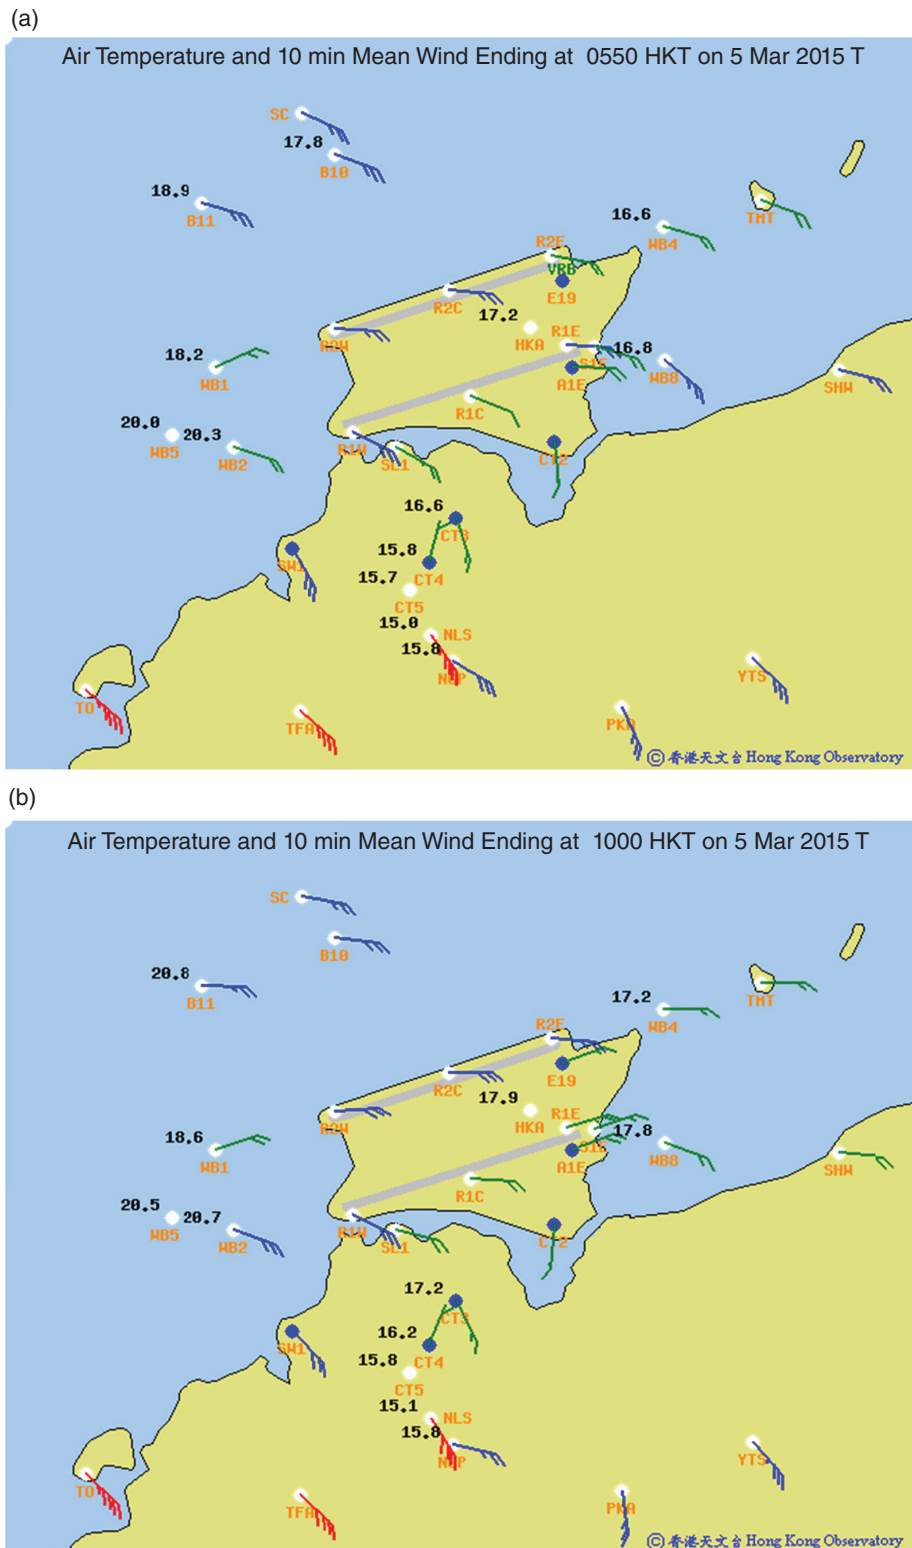 (a)
Air Temperature and 10 min Mean Wind Ending at 0550 HKT on 5 Mar 2015 T
SC
17.8
B10
18.9
B11
16.6
WB4
TMT
R2E
VRB
E19
R2C
17.2
HKA
R2W
R1E
S1E
16.8
WB8
A1E
SHW
18.2
WB1
R1C
20.0
WB5
20.3
WB2
R1W
SL1
CT2
16.6
CT3
15.8
CT4
SW1
15.7
CT5
15.0
NLS
15.8
NLP
YTS
TO
TFA
PKA
© 香港天文台 Hong Kong Observatory
(b)
Air Temperature and 10 min Mean Wind Ending at 1000 HKT on 5 Mar 2015 T
SC
B10
20.8
B11
17.2
WB4
TMT
R2E
E19
R2C
17.9
HKA
R2W
R1E
S1E
17.8
WB8
A1E
SHW
18.6
WB1
R1C
20.5
WB5
20.7
WB2
R1W
SL1
CT2
17.2
CT3
16.2
CT4
SW1
15.8
CT5
15.1
NLS
15.8
NLP
YTS
TO
TFA
PKA
© 香港天文台 Hong Kong Observatory